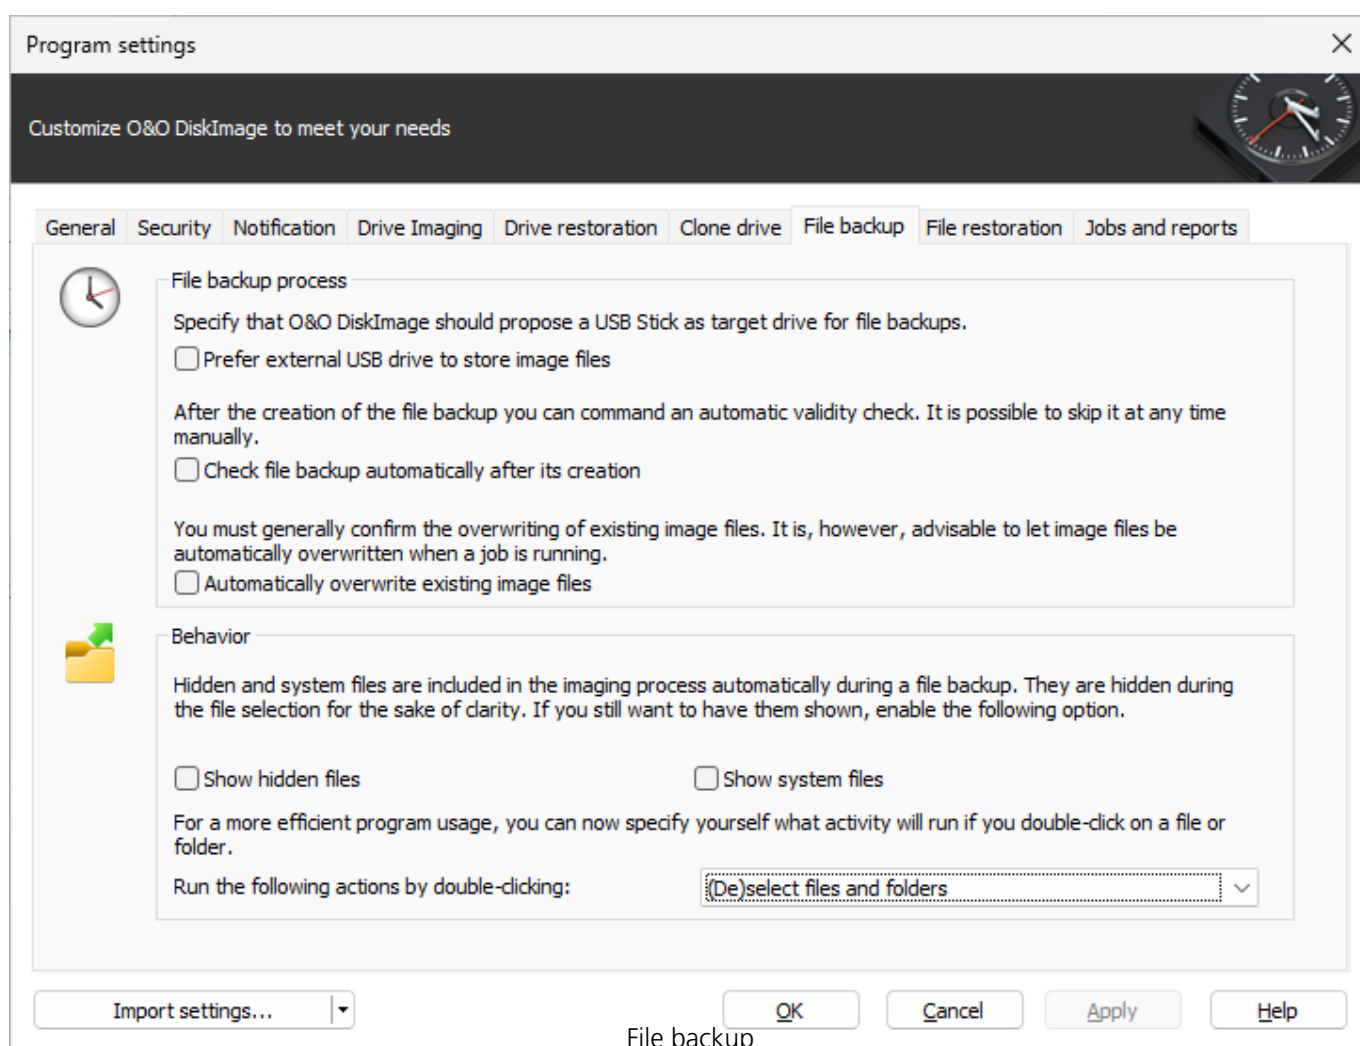 Program settings
Customize O&O DiskImage to meet your needs
General Security Notification Drive Imaging Drive restoration Clone drive File backup File restoration Jobs and reports
File backup process
Specify that O&O DiskImage should propose a USB Stick as target drive for file backups.
Prefer external USB drive to store image files
After the creation of the file backup you can command an automatic validity check. It is possible to skip it at any time
manually.
Check file backup automatically after its creation
You must generally confirm the overwriting of existing image files. It is, however, advisable to let image files be
automatically overwritten when a job is running.
Automatically overwrite existing image files
Behavior
Hidden and system files are included in the imaging process automatically during a file backup. They are hidden during
the file selection for the sake of clarity. If you still want to have them shown, enable the following option.
Show hidden files Show system files
For a more efficient program usage, you can now specify yourself what activity will run if you double-click on a file or
folder.
Run the following actions by double-clicking: (De)select files and folders
Import settings... OK Cancel Apply Help
File backup